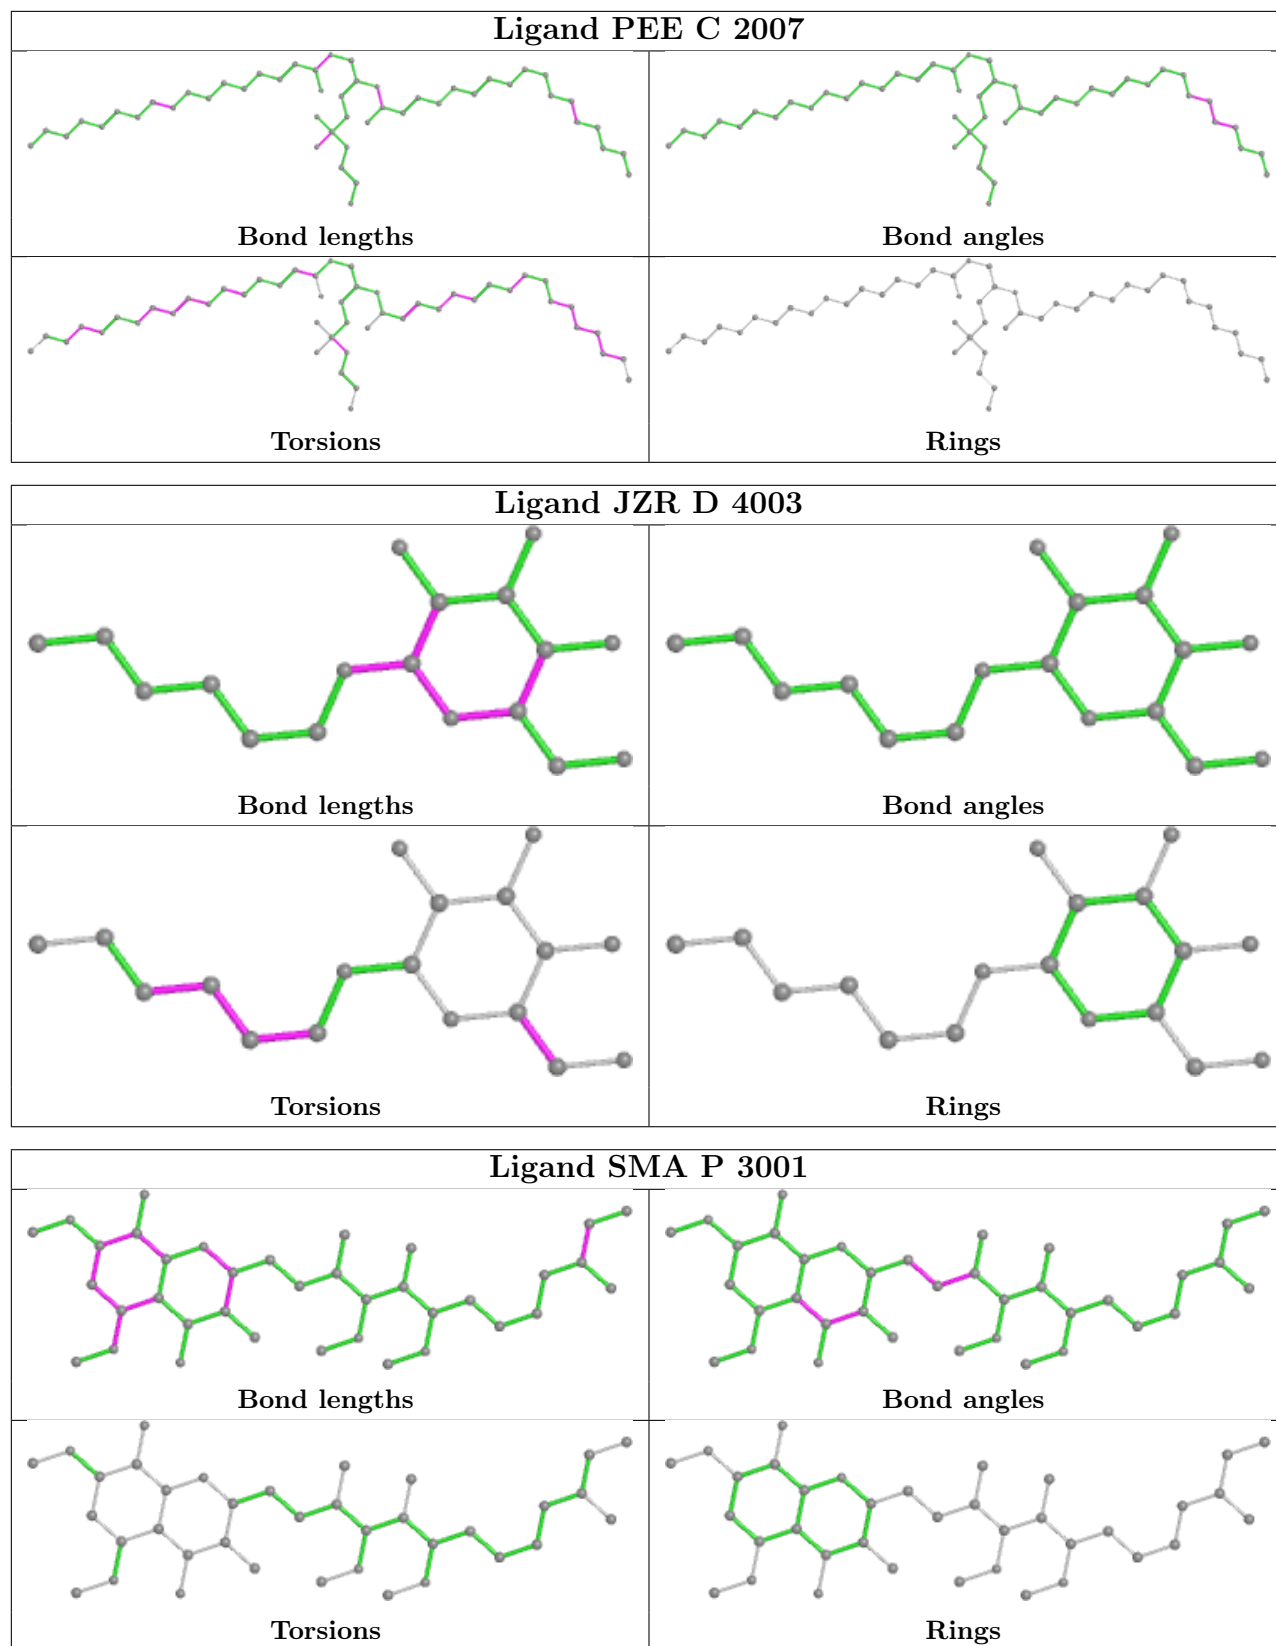 Ligand PEE C 2007
Bond lengths
Bond angles
Torsions
Rings
Ligand JZR D 4003
Bond lengths
Bond angles
Torsions
Rings
Ligand SMA P 3001
Bond lengths
Bond angles
Torsions
Rings